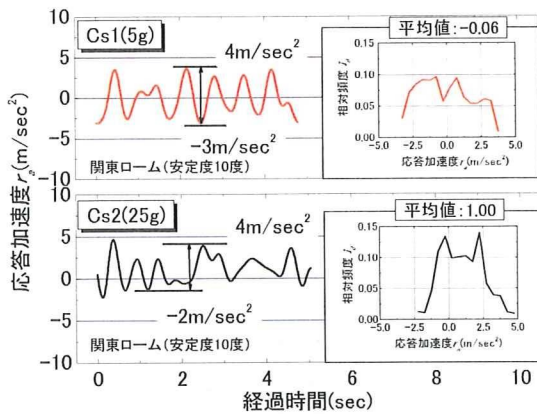 Cs1(5g)
4m/sec²
-3m/sec²
関東ローム(安定度10度)
平均値:-0.06
相対頻度
0.15
0.10
0.05
0.00
-5.0 -2.5 0.0 2.5 5.0
応答加速度r (m/sec²)
10
5
0
-5
-10
Cs2(25g)
4m/sec²
-2m/sec²
関東ローム(安定度10度)
平均値:1.00
相対頻度
0.15
0.10
0.05
0.00
-5.0 -2.5 0.0 2.5 5.0
応答加速度r (m/sec²)
10
5
0
-5
-10
応答加速度 r (m/sec²)
0 2 4 6 8 10
経過時間(sec)